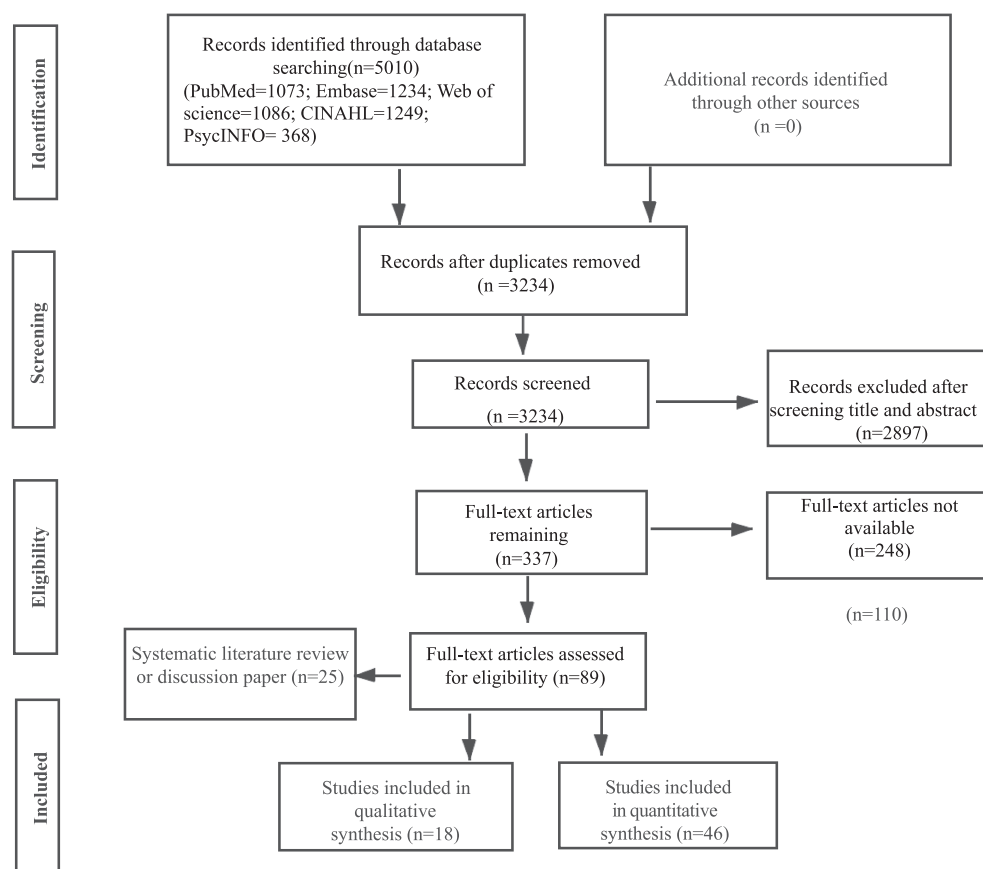 Identification
Records identified through database
searching(n=5010)
(PubMed=1073; Embase=1234; Web of
science=1086; CINAHL=1249;
PsycINFO= 368)
Additional records identified
through other sources
(n =0)
Screening
Records after duplicates removed
(n =3234)
Records screened
(n =3234)
Records excluded after
screening title and abstract
(n=2897)
Eligibility
Full-text articles
remaining
(n=337)
Full-text articles not
available
(n=248)
(n=110)
Systematic literature review
or discussion paper (n=25)
Full-text articles assessed
for eligibility (n=89)
Included
Studies included in
qualitative
synthesis (n=18)
Studies included
in quantitative
synthesis (n=46)